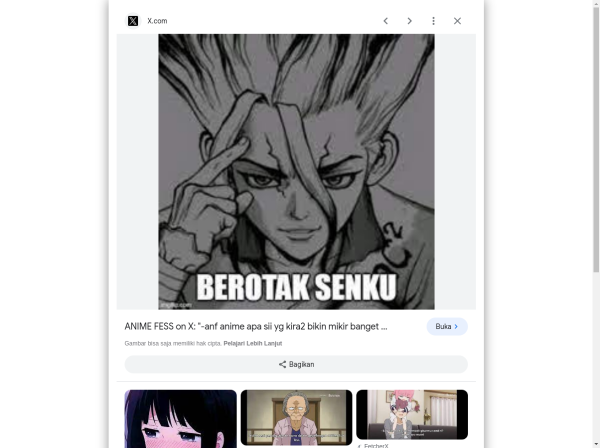 X.com
BEROTAK SENKU
ANIME FESS on X: "-anf anime apa sii yg kira2 bikin mikir banget ...
Buka
Gambar bisa saja memiliki hak cipta. Pelajari Lebih Lanjut
Bagikan
FetcherX